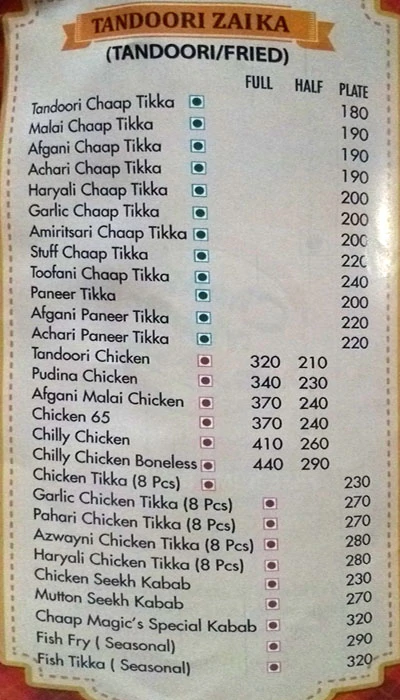 TANDOORI ZAIKA
(TANDOORI/FRIED)
FULL HALF PLATE
Tandoori Chaap Tikka 180
Malai Chaap Tikka 190
Afgani Chaap Tikka 190
Achari Chaap Tikka 190
Haryali Chaap Tikka 200
Garlic Chaap Tikka 200
Amiritsari Chaap Tikka 200
Stuff Chaap Tikka 220
Toofani Chaap Tikka 240
Paneer Tikka 200
Afgani Paneer Tikka 220
Achari Paneer Tikka 220
Tandoori Chicken 320 210
Pudina Chicken 340 230
Afgani Malai Chicken 370 240
Chicken 65 370 240
Chilly Chicken 410 260
Chilly Chicken Boneless 440 290
Chicken Tikka (8 Pcs) 230
Garlic Chicken Tikka (8 Pcs) 270
Pahari Chicken Tikka (8 Pcs) 270
Azwayni Chicken Tikka (8 Pcs) 280
Haryali Chicken Tikka (8 Pcs) 280
Chicken Seekh Kabab 230
Mutton Seekh Kabab 270
Chaap Magic's Special Kabab 320
Fish Fry ( Seasonal) 290
Fish Tikka ( Seasonal) 320